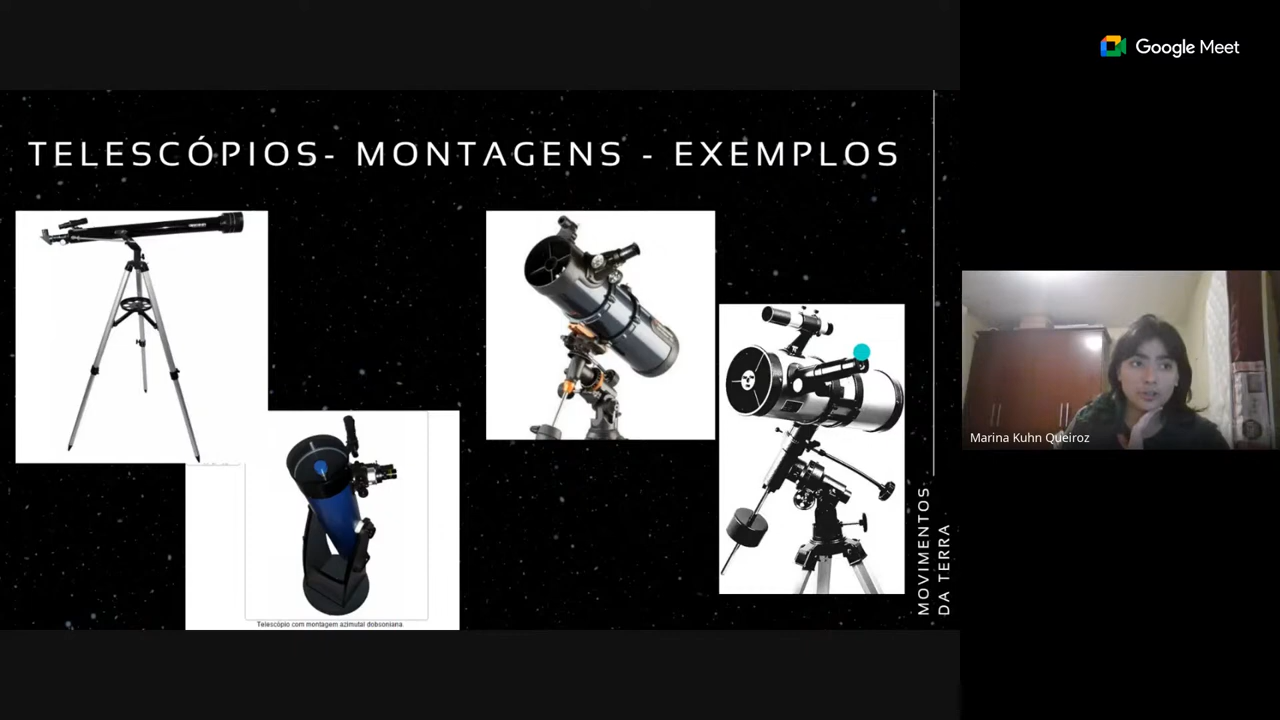 Google Meet
TELESCÓPIOS- MONTAGENS - EXEMPLOS
Telescópio com montagem azimutal dobsoniana.
MOVIMENTOS
DA TERRA
Marina Kuhn Queiroz